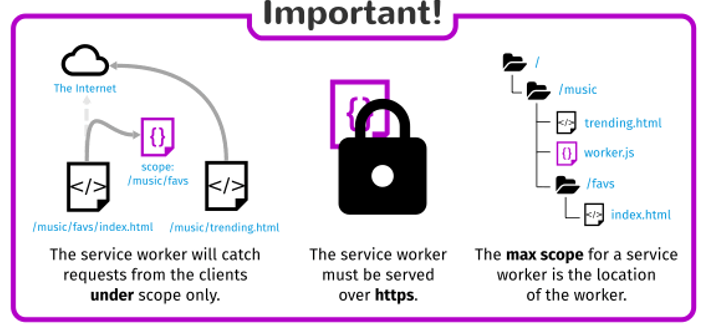 Important!
The Internet
{}
scope:
/music/favs
</>
</>
/music/favs/index.html
/music/trending.html
The service worker will catch
requests from the clients
under scope only.
{}
The service worker
must be served
over https.
/
/music
</> trending.html
{} worker.js
/favs
</> index.html
The max scope for a service
worker is the location
of the worker.